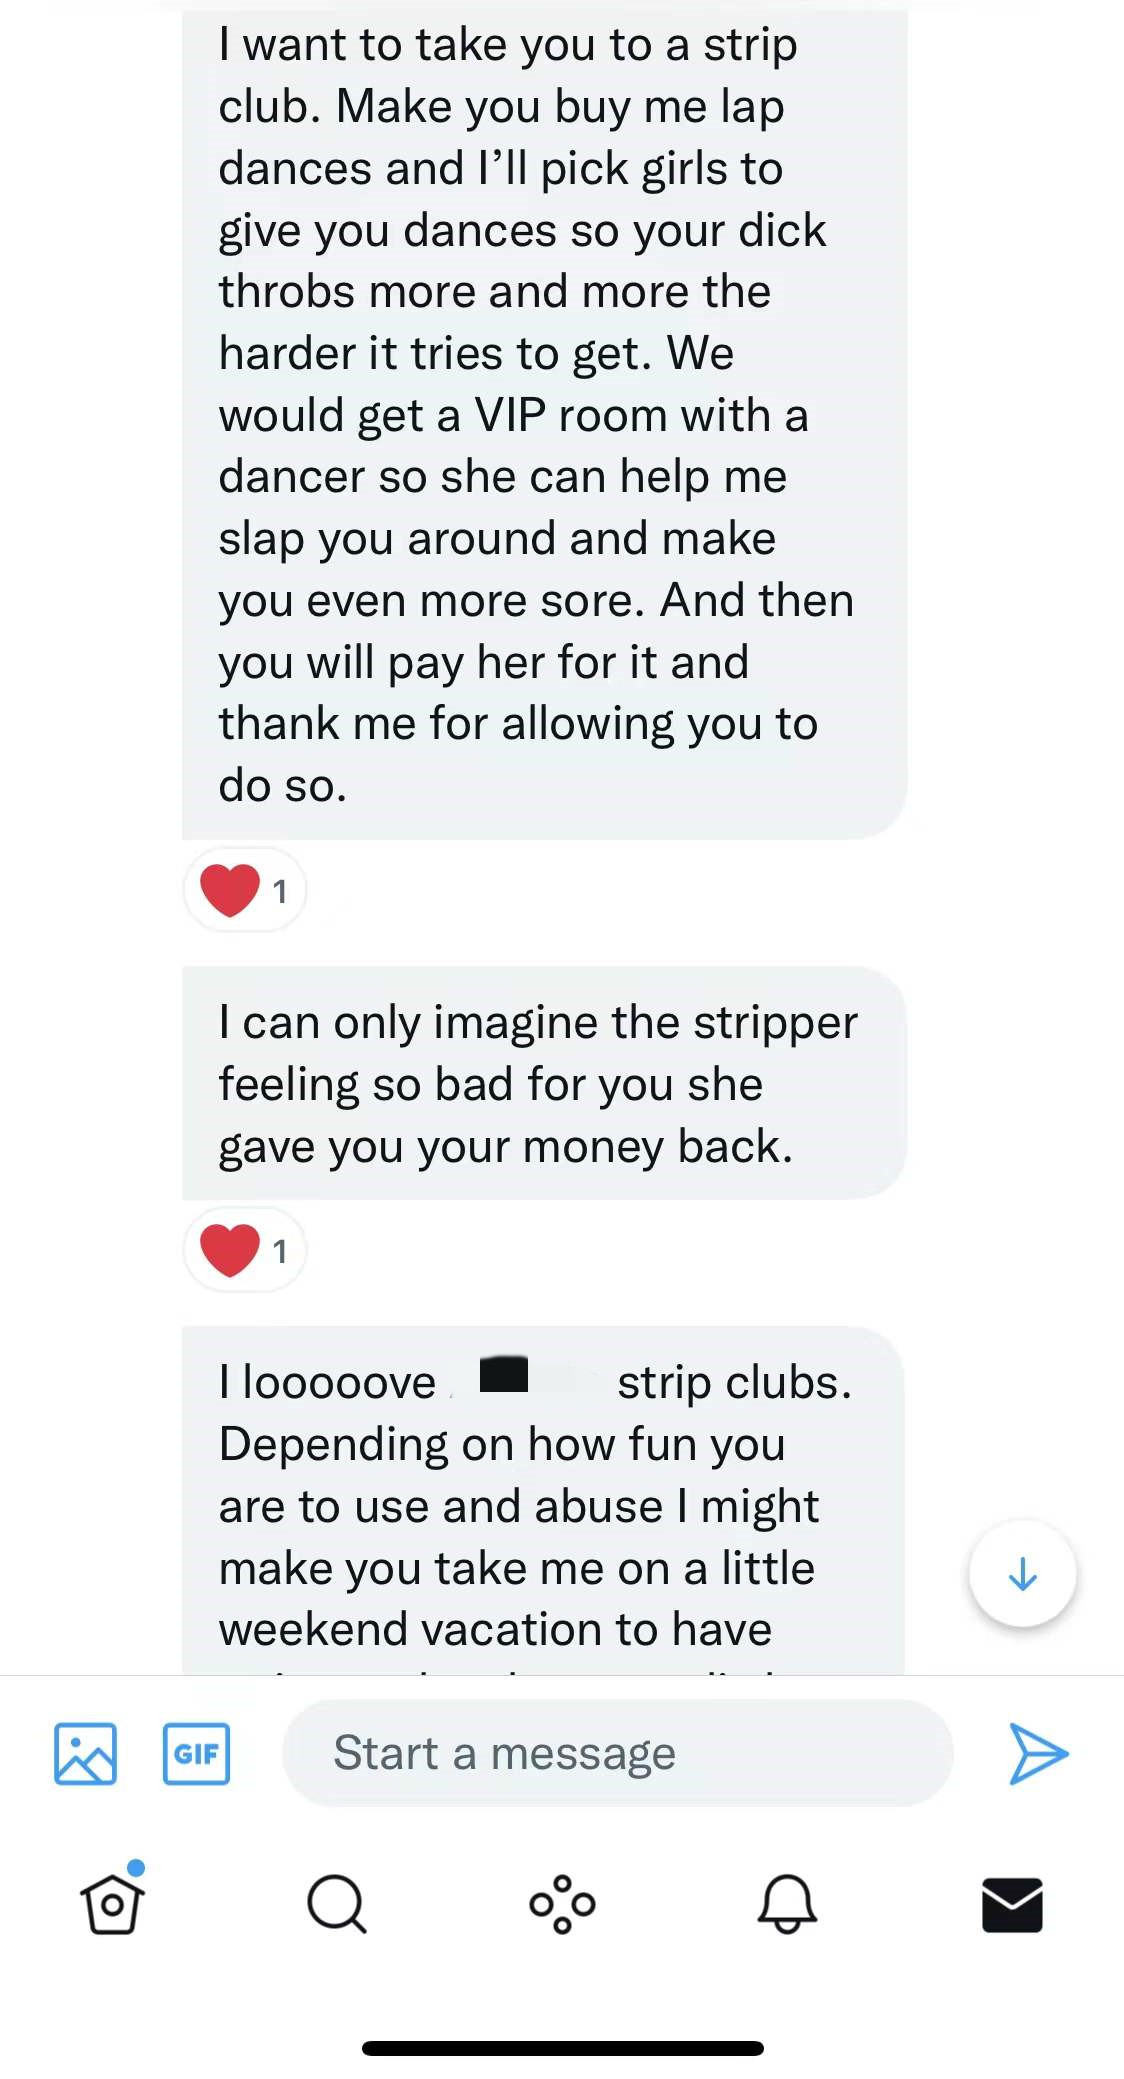 I want to take you to a strip
club. Make you buy me lap
dances and I’ll pick girls to
give you dances so your dick
throbs more and more the
harder it tries to get. We
would get a VIP room with a
dancer so she can help me
slap you around and make
you even more sore. And then
you will pay her for it and
thank me for allowing you to
do so.
1
I can only imagine the stripper
feeling so bad for you she
gave you your money back.
1
I looooove strip clubs.
Depending on how fun you
are to use and abuse I might
make you take me on a little
weekend vacation to have
GIF
Start a message